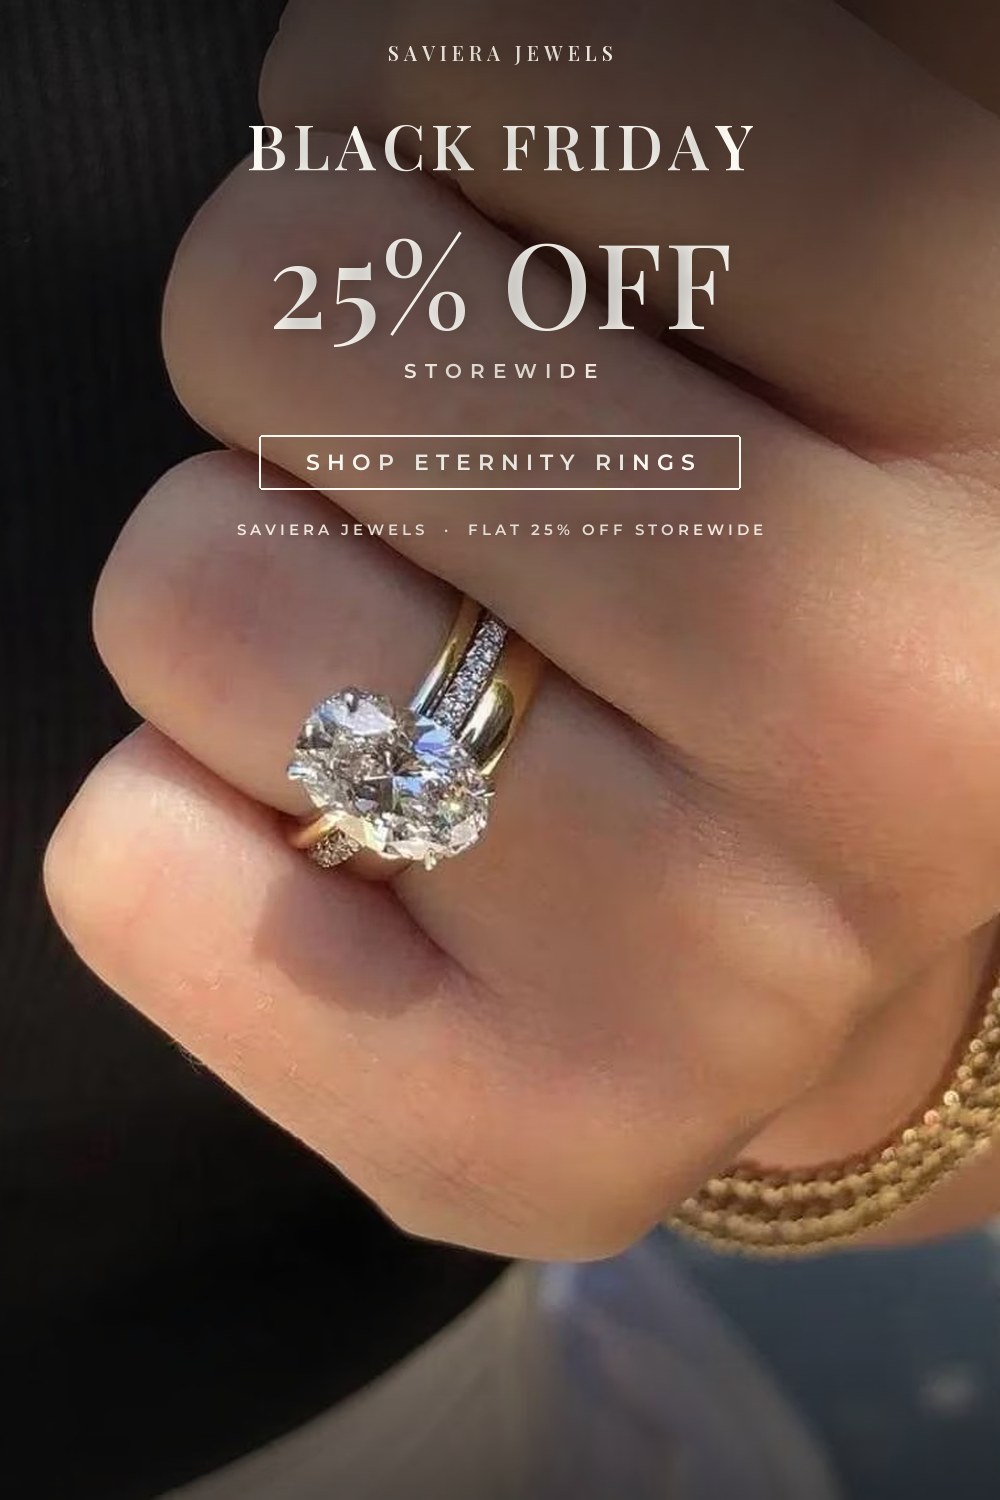 SAVIERA JEWELS
BLACK FRIDAY
25% OFF
STOREWIDE
SHOP ETERNITY RINGS
SAVIERA JEWELS · FLAT 25% OFF STOREWIDE